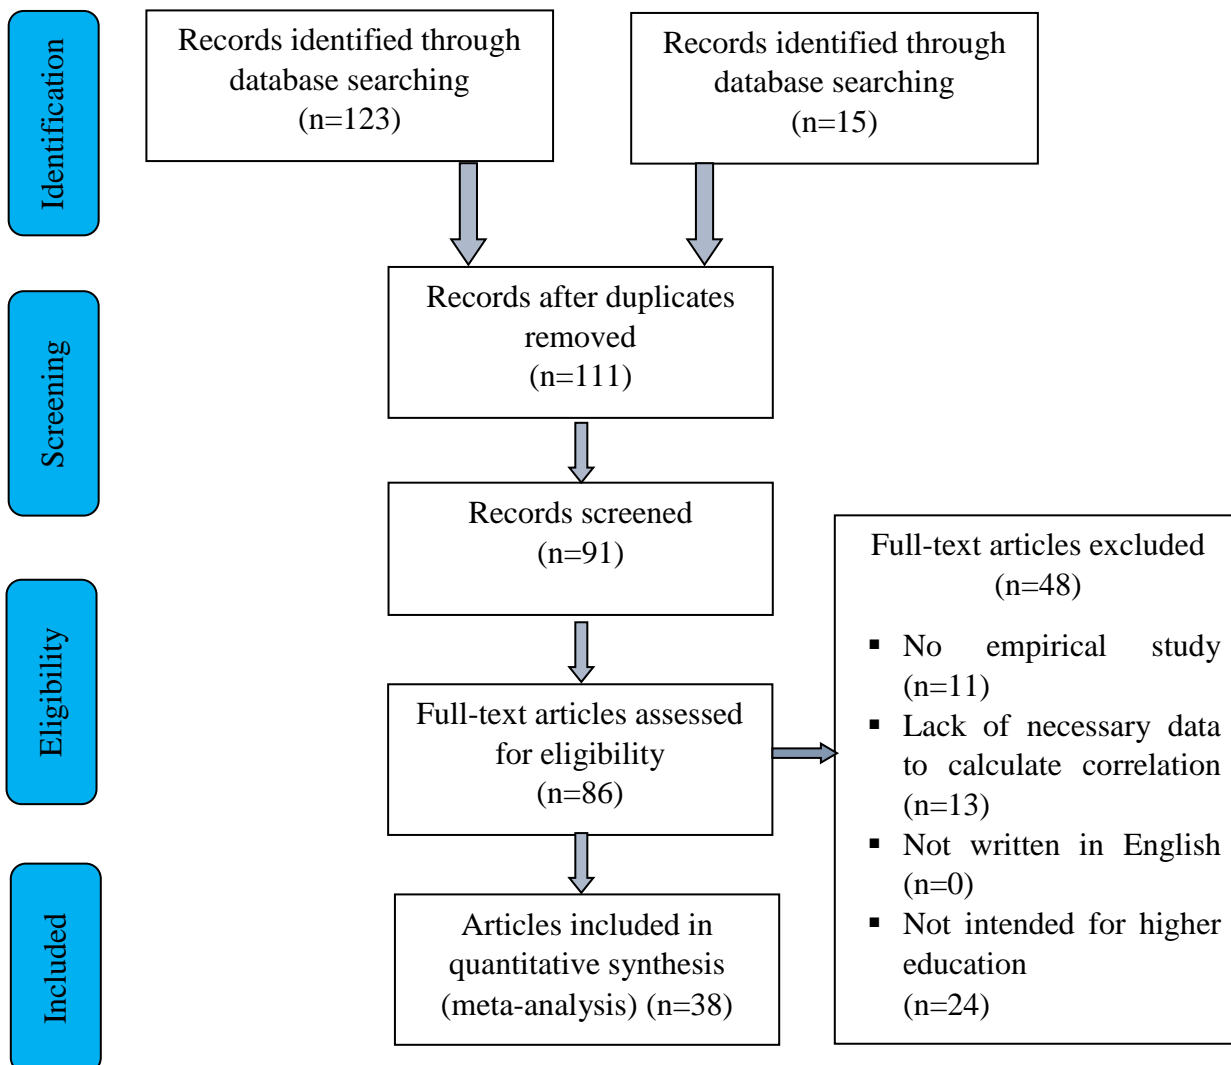 Identification
Records identified through
database searching
(n=123)
Records identified through
database searching
(n=15)
Screening
Records after duplicates
removed
(n=111)
Records screened
(n=91)
Eligibility
Full-text articles assessed
for eligibility
(n=86)
Full-text articles excluded
(n=48)
▪ No empirical study
(n=11)
▪ Lack of necessary data
to calculate correlation
(n=13)
▪ Not written in English
(n=0)
▪ Not intended for higher
education
(n=24)
Included
Articles included in
quantitative synthesis
(meta-analysis) (n=38)